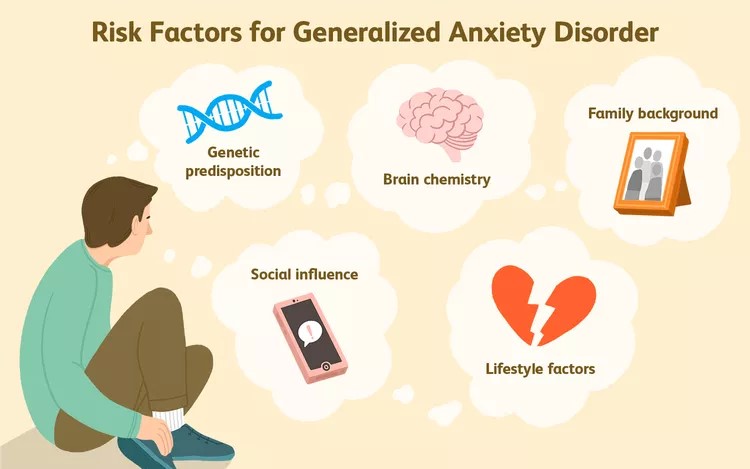 Risk Factors for Generalized Anxiety Disorder
Genetic
predisposition
Brain chemistry
Family background
Social influence
!
Lifestyle factors